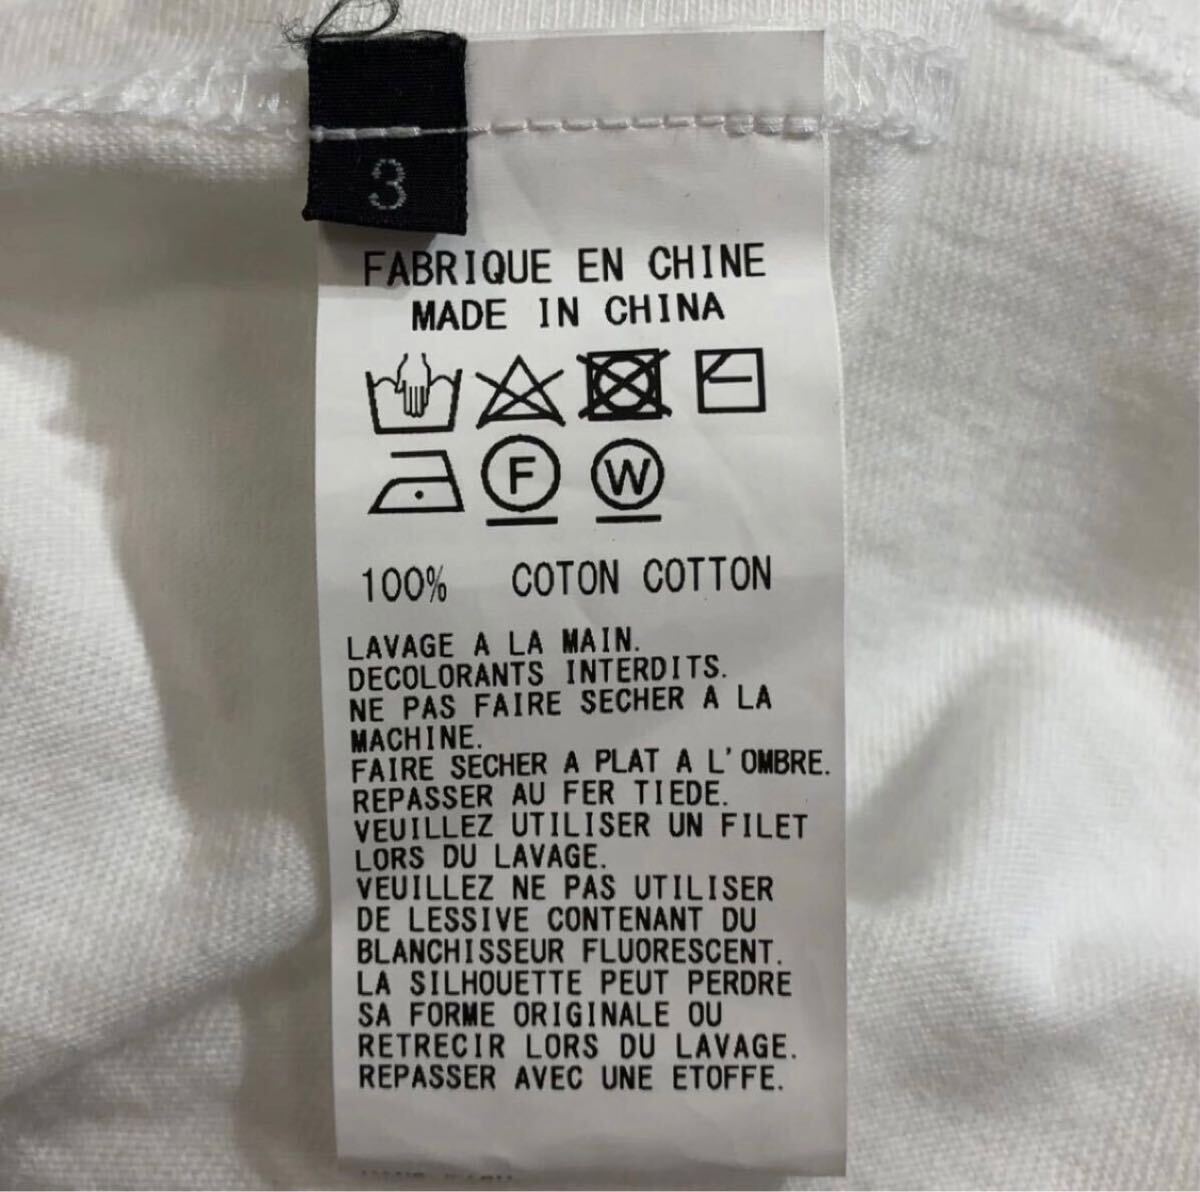 3
FABRIQUE EN CHINE
MADE IN CHINA
F W
100% COTON COTTON
LAVAGE A LA MAIN.
DECOLORANTS INTERDITS.
NE PAS FAIRE SECHER A LA
MACHINE.
FAIRE SECHER A PLAT A L'OMBRE.
REPASSER AU FER TIEDE.
VEUILLEZ UTILISER UN FILET
LORS DU LAVAGE.
VEUILLEZ NE PAS UTILISER
DE LESSIVE CONTENANT DU
BLANCHISSEUR FLUORESCENT.
LA SILHOUETTE PEUT PERDRE
SA FORME ORIGINALE OU
RETRECIR LORS DU LAVAGE.
REPASSER AVEC UNE ETOFFE.